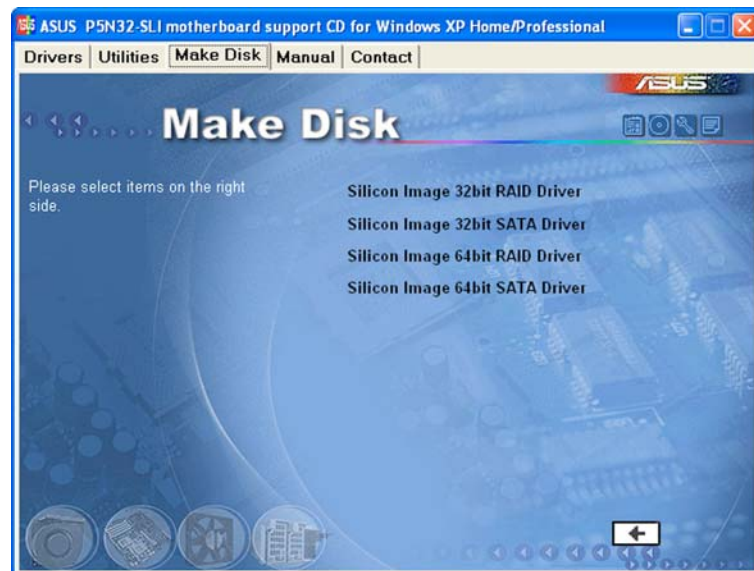 ASUS P5N32-SLI motherboard support CD for Windows XP Home/Professional
Drivers Utilities Make Disk Manual Contact
ASUS
Make Disk
Please select items on the right
side.
Silicon Image 32bit RAID Driver
Silicon Image 32bit SATA Driver
Silicon Image 64bit RAID Driver
Silicon Image 64bit SATA Driver